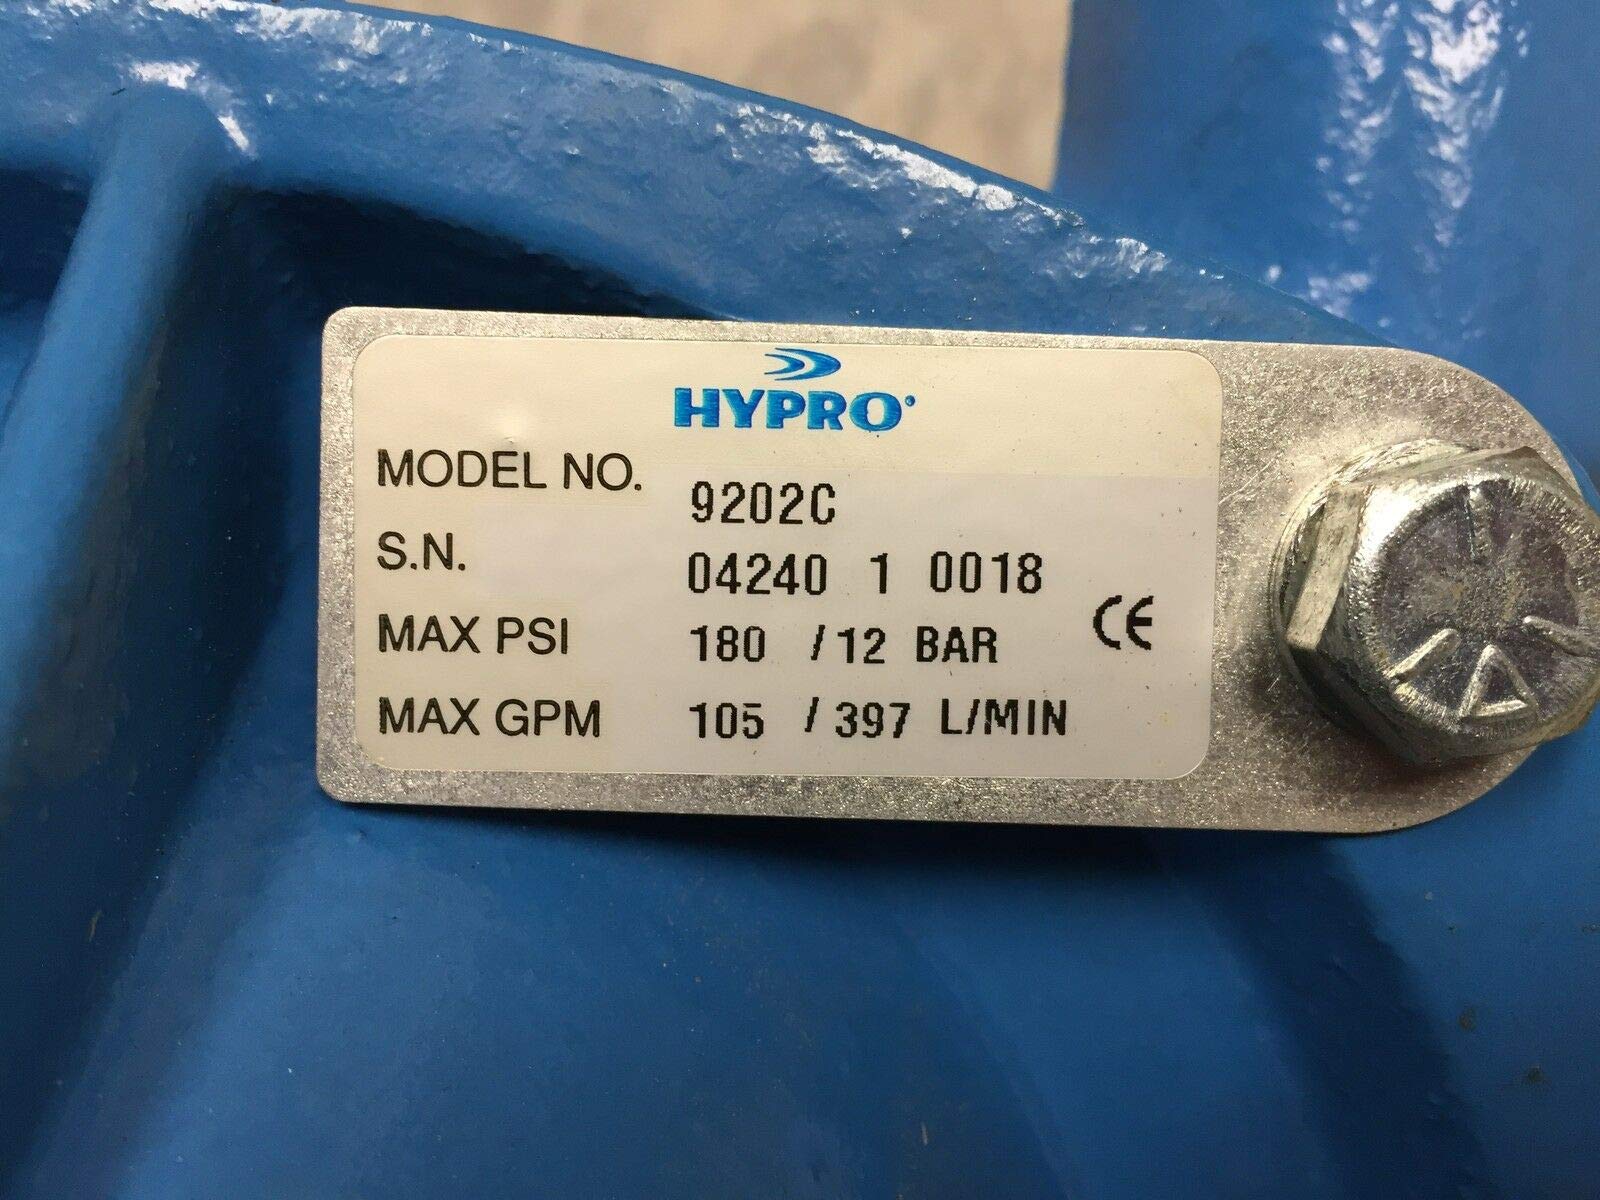 HYPRO
MODEL NO. 9202C
S.N. 04240 1 0018
MAX PSI 180 / 12 BAR CE
MAX GPM 105 / 397 L/MIN